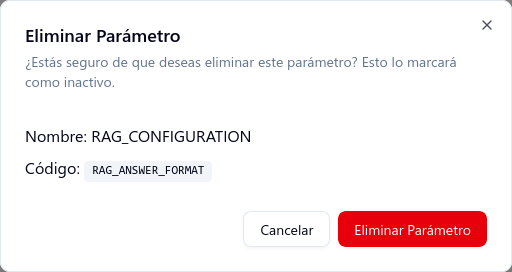 Eliminar Parámetro
¿Estás seguro de que deseas eliminar este parámetro? Esto lo marcará
como inactivo.
Nombre: RAG_CONFIGURATION
Código: RAG_ANSWER_FORMAT
Cancelar
Eliminar Parámetro